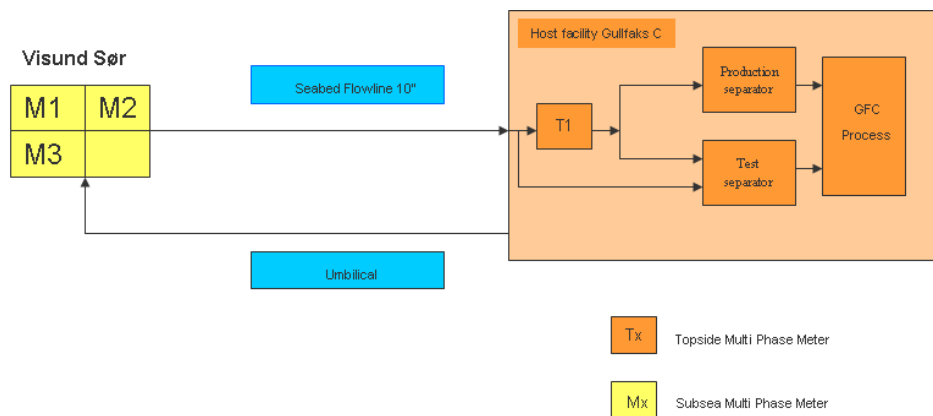 Host facility Gullfaks C
Visund Sør
Seabed Flowline 10"
M1 M2
M3
T1
Production
separator
GFC
Process
Test
separator
Umbilical
Tx
Topside Multi Phase Meter
Mx
Subsea Multi Phase Meter